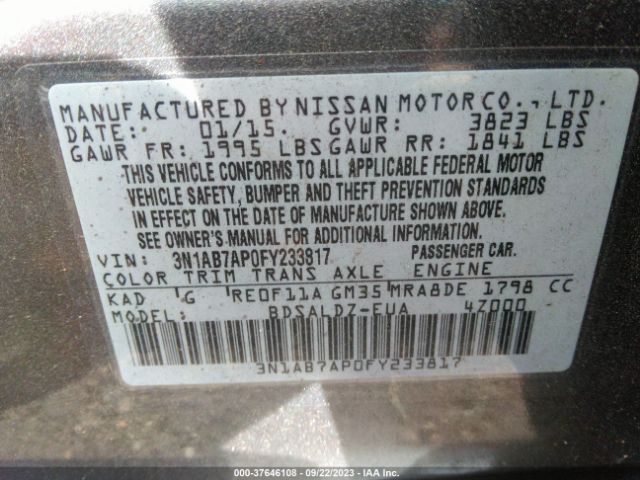 MANUFACTURED BY NISSAN MOTOR CO., LTD.
DATE: 01/15. GVWR: 3823 LBS
GAWR FR: 1995 LBS GAWR RR: 1841 LBS
THIS VEHICLE CONFORMS TO ALL APPLICABLE FEDERAL MOTOR
VEHICLE SAFETY, BUMPER AND THEFT PREVENTION STANDARDS
IN EFFECT ON THE DATE OF MANUFACTURE SHOWN ABOVE.
SEE OWNER'S MANUAL FOR ADDITIONAL INFORMATION.
VIN: 3N1AB7AP0FY233817 PASSENGER CAR.
COLOR TRIM TRANS AXLE ENGINE
KAD G RE0F11A GM35 MRA8DE 1798 CC
MODEL: BDSALDZ-EUA 4Z000
3N1AB7AP0FY233817
000-37646108 - 09/22/2023 - IAA Inc.